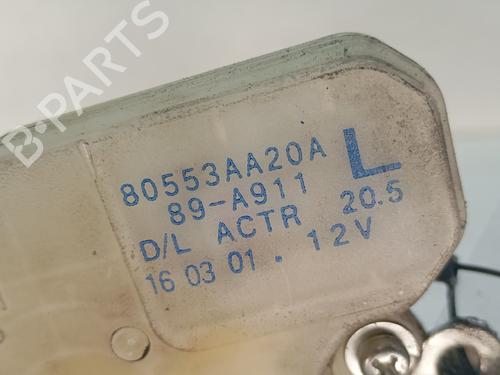 B-PARTS
80553AA20A L
89-A911
D/L ACTR 20.5
16 03 01 . 12V